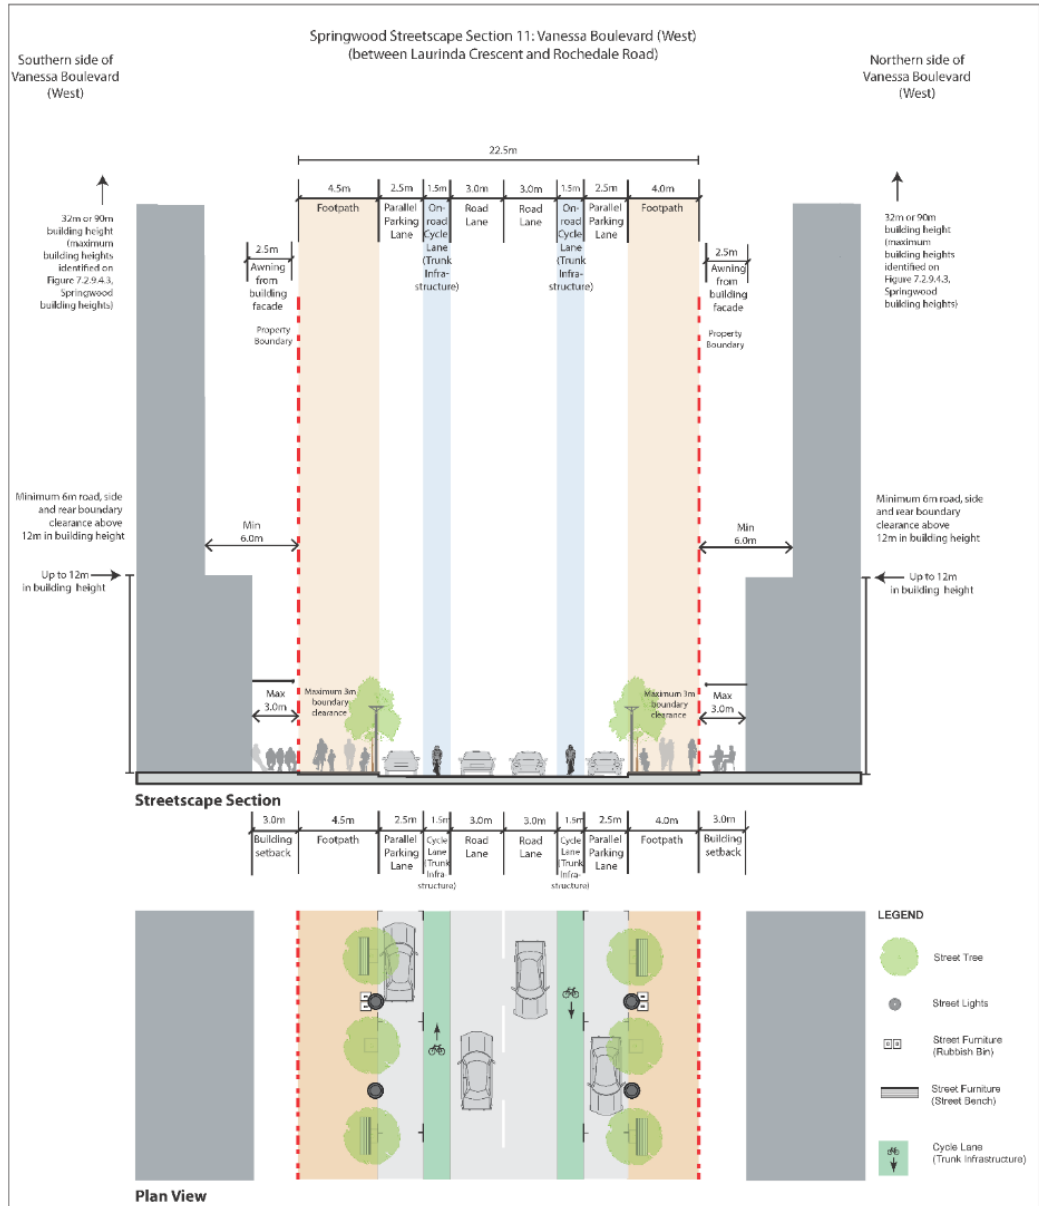 Springwood Streetscape Section 11: Vanessa Boulevard (West)
(between Laurinda Crescent and Rochedale Road)
Southern side of
Vanessa Boulevard
(West)
Northern side of
Vanessa Boulevard
(West)
22.5m
4.5m
2.5m
1.5m
3.0m
3.0m
1.5m
2.5m
4.0m
Footpath
Parallel
Parking
Lane
On-
road
Cycle
Lane
(Trunk
Infra-
structure)
Road
Lane
Road
Lane
On-
road
Cycle
Lane
(Trunk
Infra-
structure)
Parallel
Parking
Lane
Footpath
32m or 90m
building height
(maximum
building heights
identified on
Figure 7.2.9.4.3,
Springwood
building heights)
2.5m
Awning
from
building
facade
Property
Boundary
2.5m
Awning
from
building
facade
Property
Boundary
32m or 90m
building height
(maximum
building heights
identified on
Figure 7.2.9.4.3,
Springwood
building heights)
Minimum 6m road, side
and rear boundary
clearance above
12m in building height
Min
6.0m
Min
6.0m
Minimum 6m road, side
and rear boundary
clearance above
12m in building height
Up to 12m
in building height
Up to 12m
in building height
Max
3.0m
Maximum 3m
boundary
clearance
Maximum 3m
boundary
clearance
Max
3.0m
Streetscape Section
3.0m
4.5m
2.5m
1.5m
3.0m
3.0m
1.5m
2.5m
4.0m
3.0m
Building
setback
Footpath
Parallel
Parking
Lane
Cycle
Lane
(Trunk
Infra-
structure)
Road
Lane
Road
Lane
Cycle
Lane
(Trunk
Infra-
structure)
Parallel
Parking
Lane
Footpath
Building
setback
LEGEND
Street Tree
Street Lights
Street Furniture
(Rubbish Bin)
Street Furniture
(Street Bench)
Cycle Lane
(Trunk Infrastructure)
Plan View